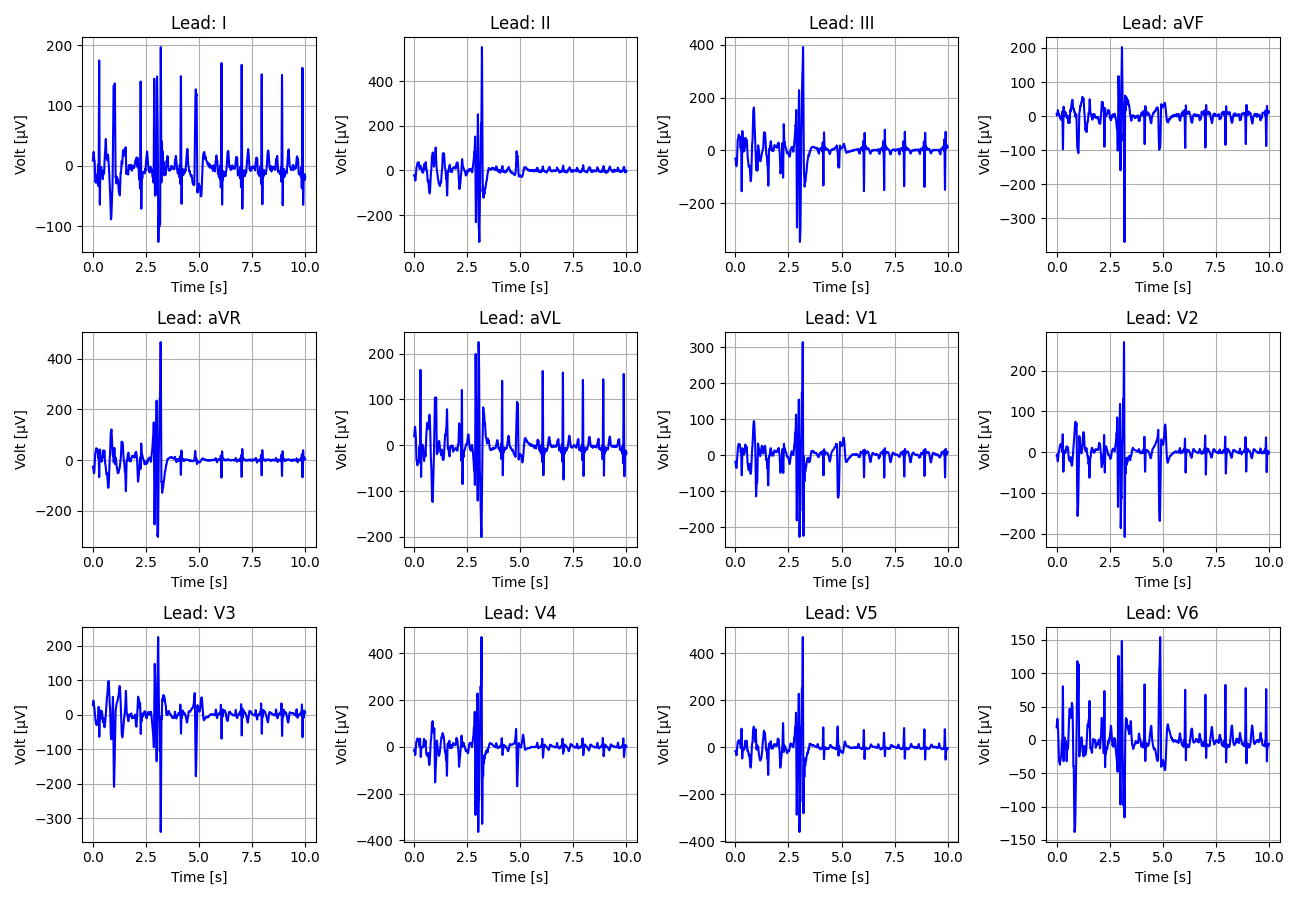 Lead: I
Lead: II
Lead: III
Lead: aVF
Volt [µV]
200
100
0
−100
0.0 2.5 5.0 7.5 10.0
Time [s]
Volt [µV]
400
200
0
−200
0.0 2.5 5.0 7.5 10.0
Time [s]
Volt [µV]
400
200
0
−200
0.0 2.5 5.0 7.5 10.0
Time [s]
Volt [µV]
200
100
0
−100
−200
−300
0.0 2.5 5.0 7.5 10.0
Time [s]
Lead: aVR
Lead: aVL
Lead: V1
Lead: V2
Volt [µV]
400
200
0
−200
0.0 2.5 5.0 7.5 10.0
Time [s]
Volt [µV]
200
100
0
−100
−200
0.0 2.5 5.0 7.5 10.0
Time [s]
Volt [µV]
300
200
100
0
−100
−200
0.0 2.5 5.0 7.5 10.0
Time [s]
Volt [µV]
200
100
0
−100
−200
0.0 2.5 5.0 7.5 10.0
Time [s]
Lead: V3
Lead: V4
Lead: V5
Lead: V6
Volt [µV]
200
100
0
−100
−200
−300
0.0 2.5 5.0 7.5 10.0
Time [s]
Volt [µV]
400
200
0
−200
−400
0.0 2.5 5.0 7.5 10.0
Time [s]
Volt [µV]
400
200
0
−200
−400
0.0 2.5 5.0 7.5 10.0
Time [s]
Volt [µV]
150
100
50
0
−50
−100
−150
0.0 2.5 5.0 7.5 10.0
Time [s]